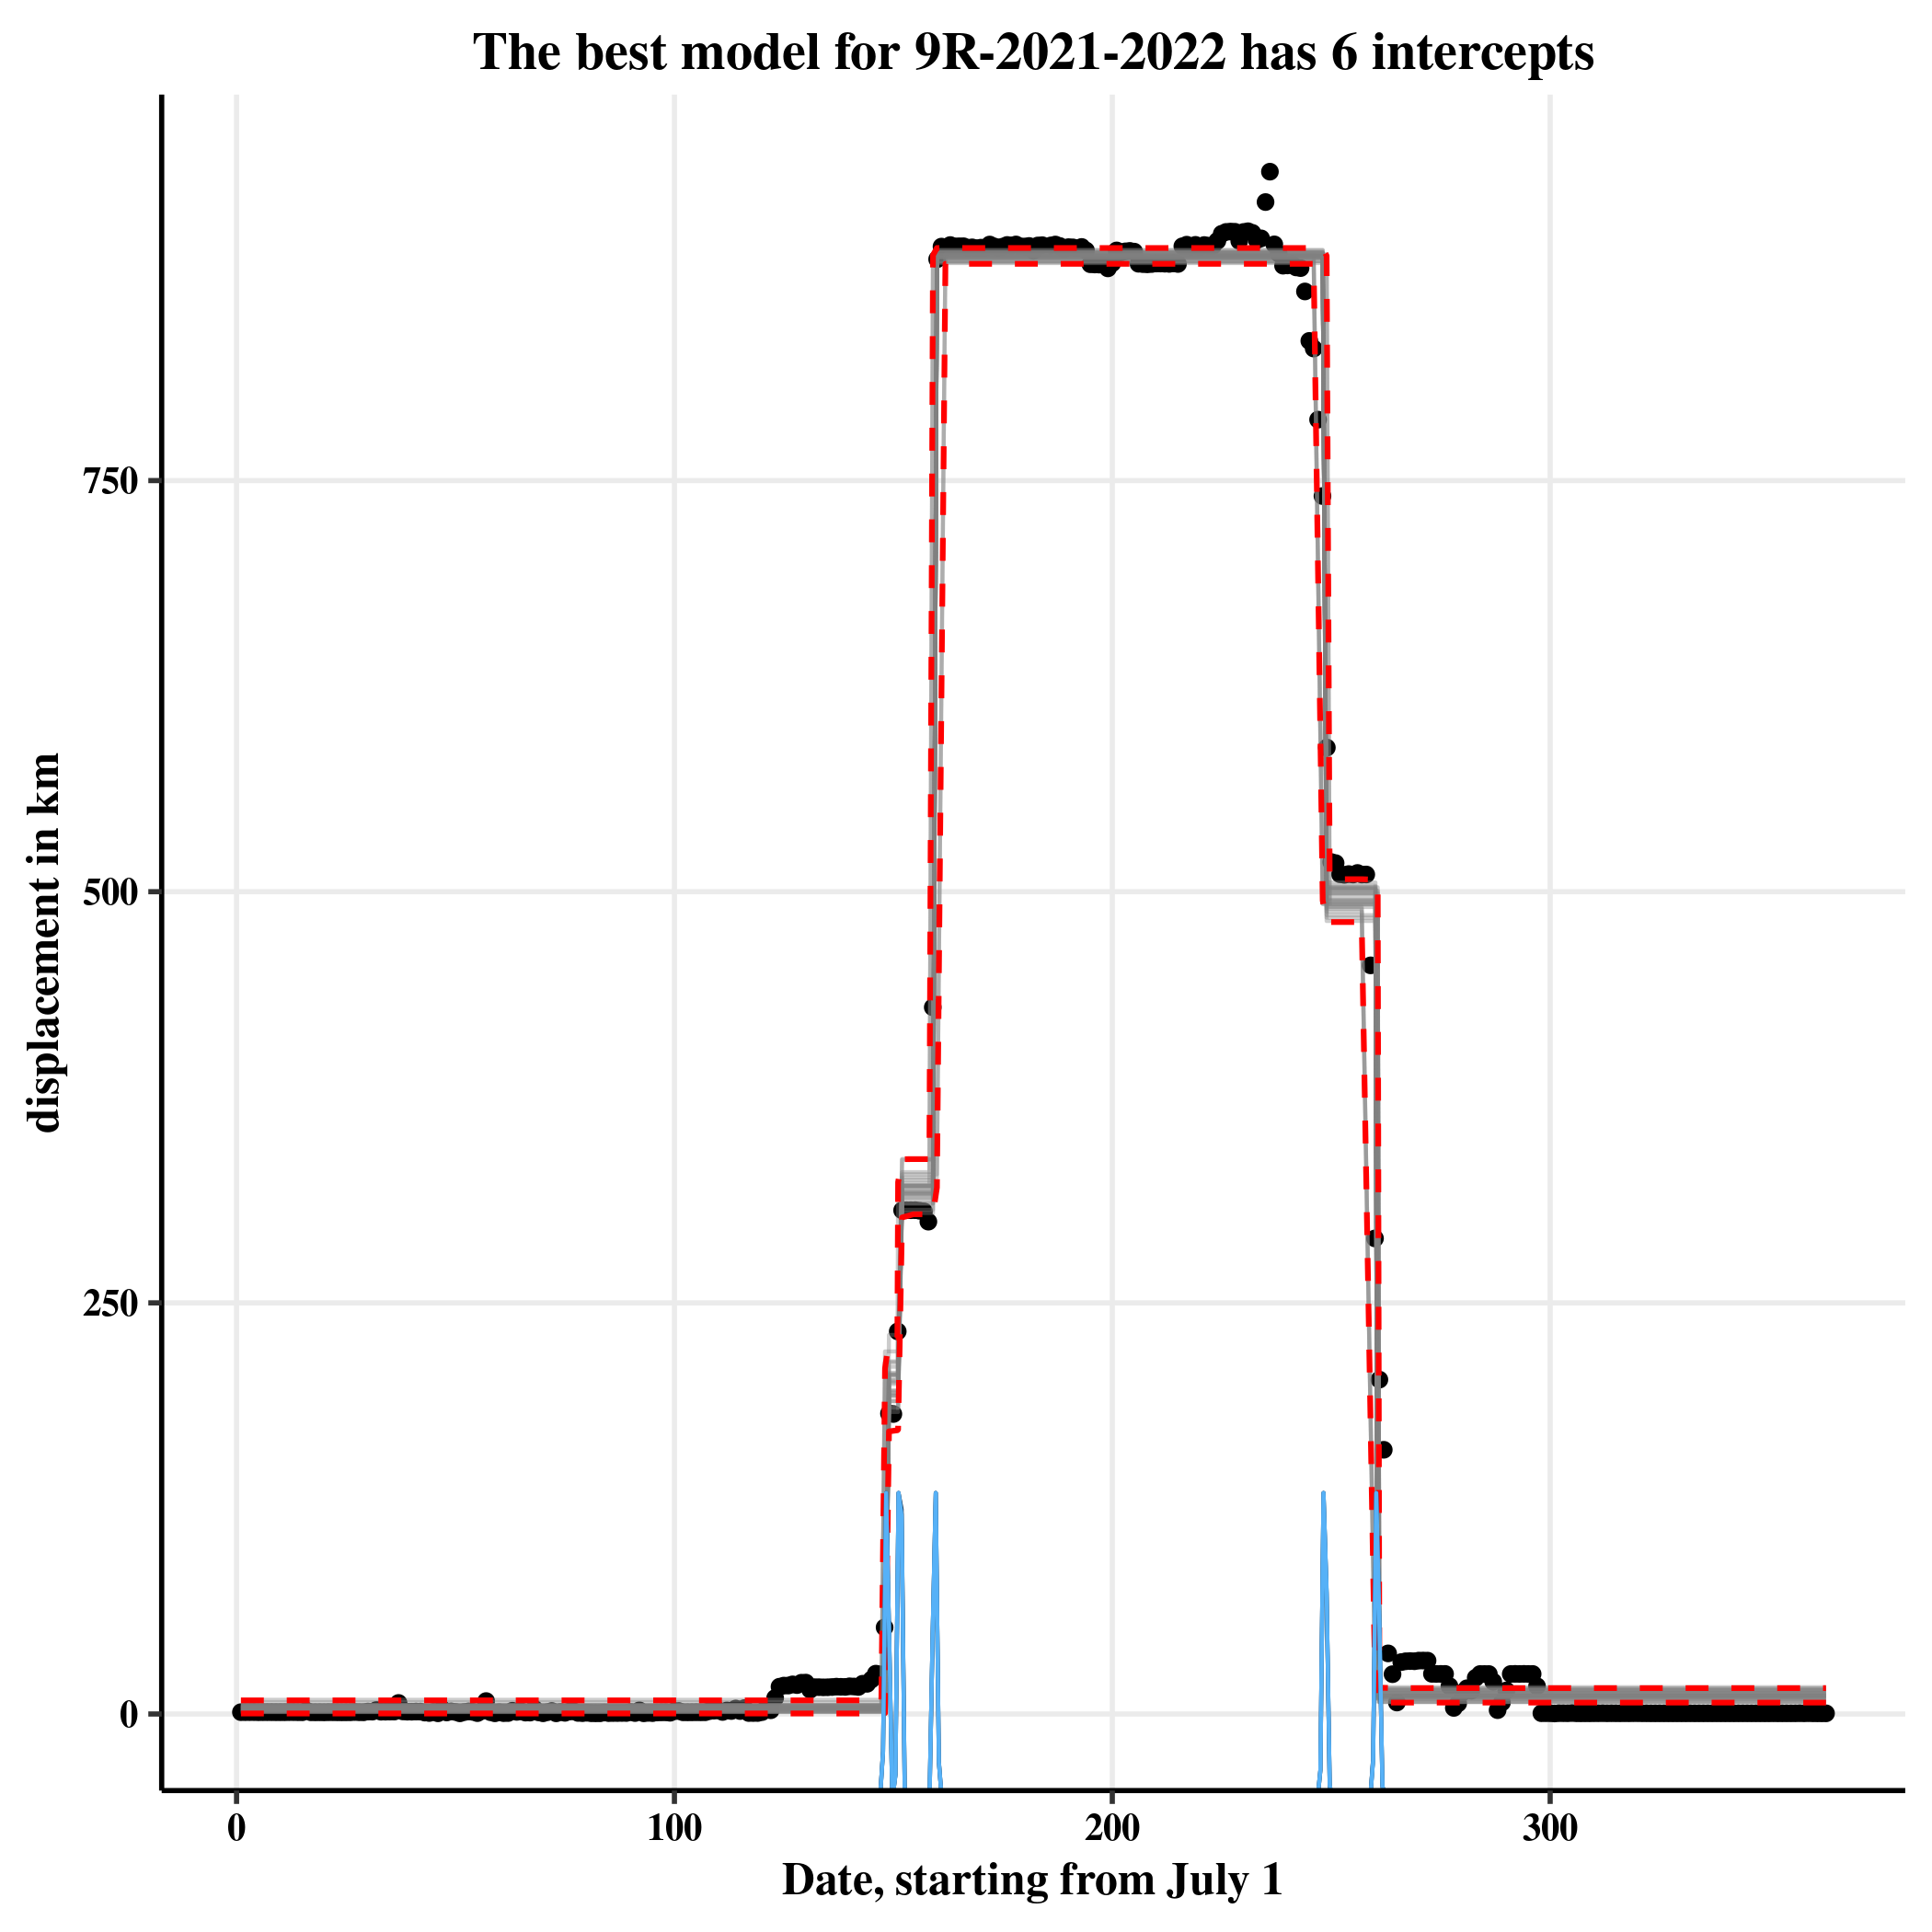 The best model for 9R-2021-2022 has 6 intercepts
displacement in km
750
500
250
0
0 100 200 300
Date, starting from July 1